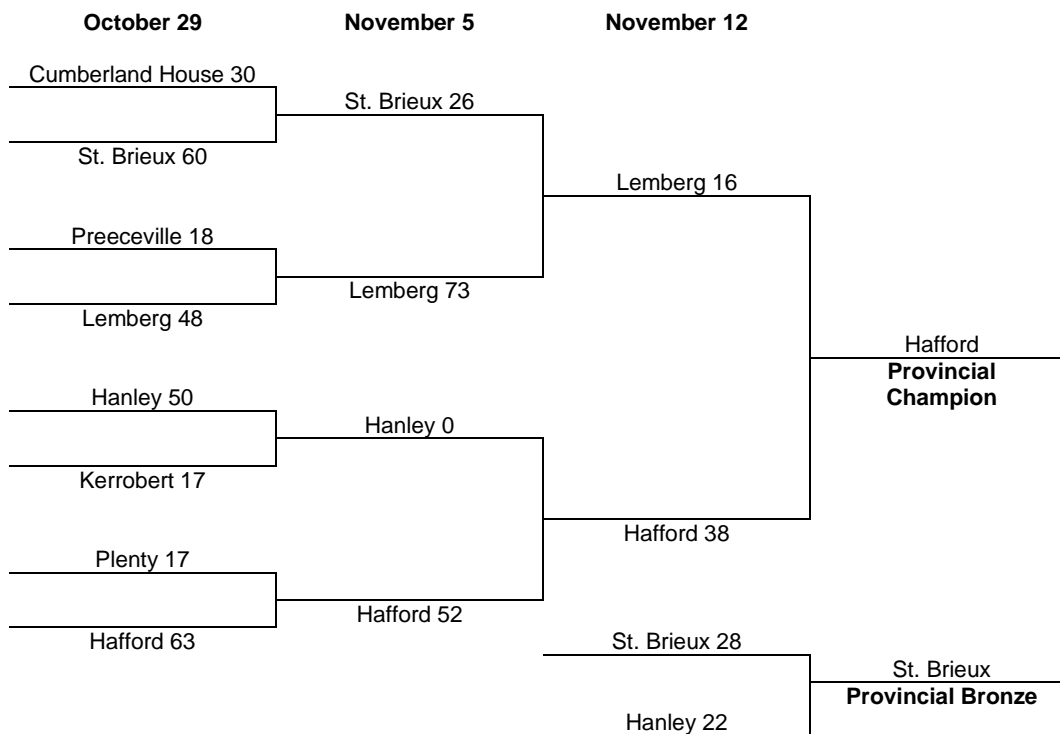 October 29 November 5 November 12
Cumberland House 30
St. Brieux 26
St. Brieux 60
Lemberg 16
Preeceville 18
Lemberg 73
Lemberg 48
Hafford
Provincial
Champion
Hanley 50
Hanley 0
Kerrobert 17
Hafford 38
Plenty 17
Hafford 52
Hafford 63
St. Brieux 28
St. Brieux
Provincial Bronze
Hanley 22